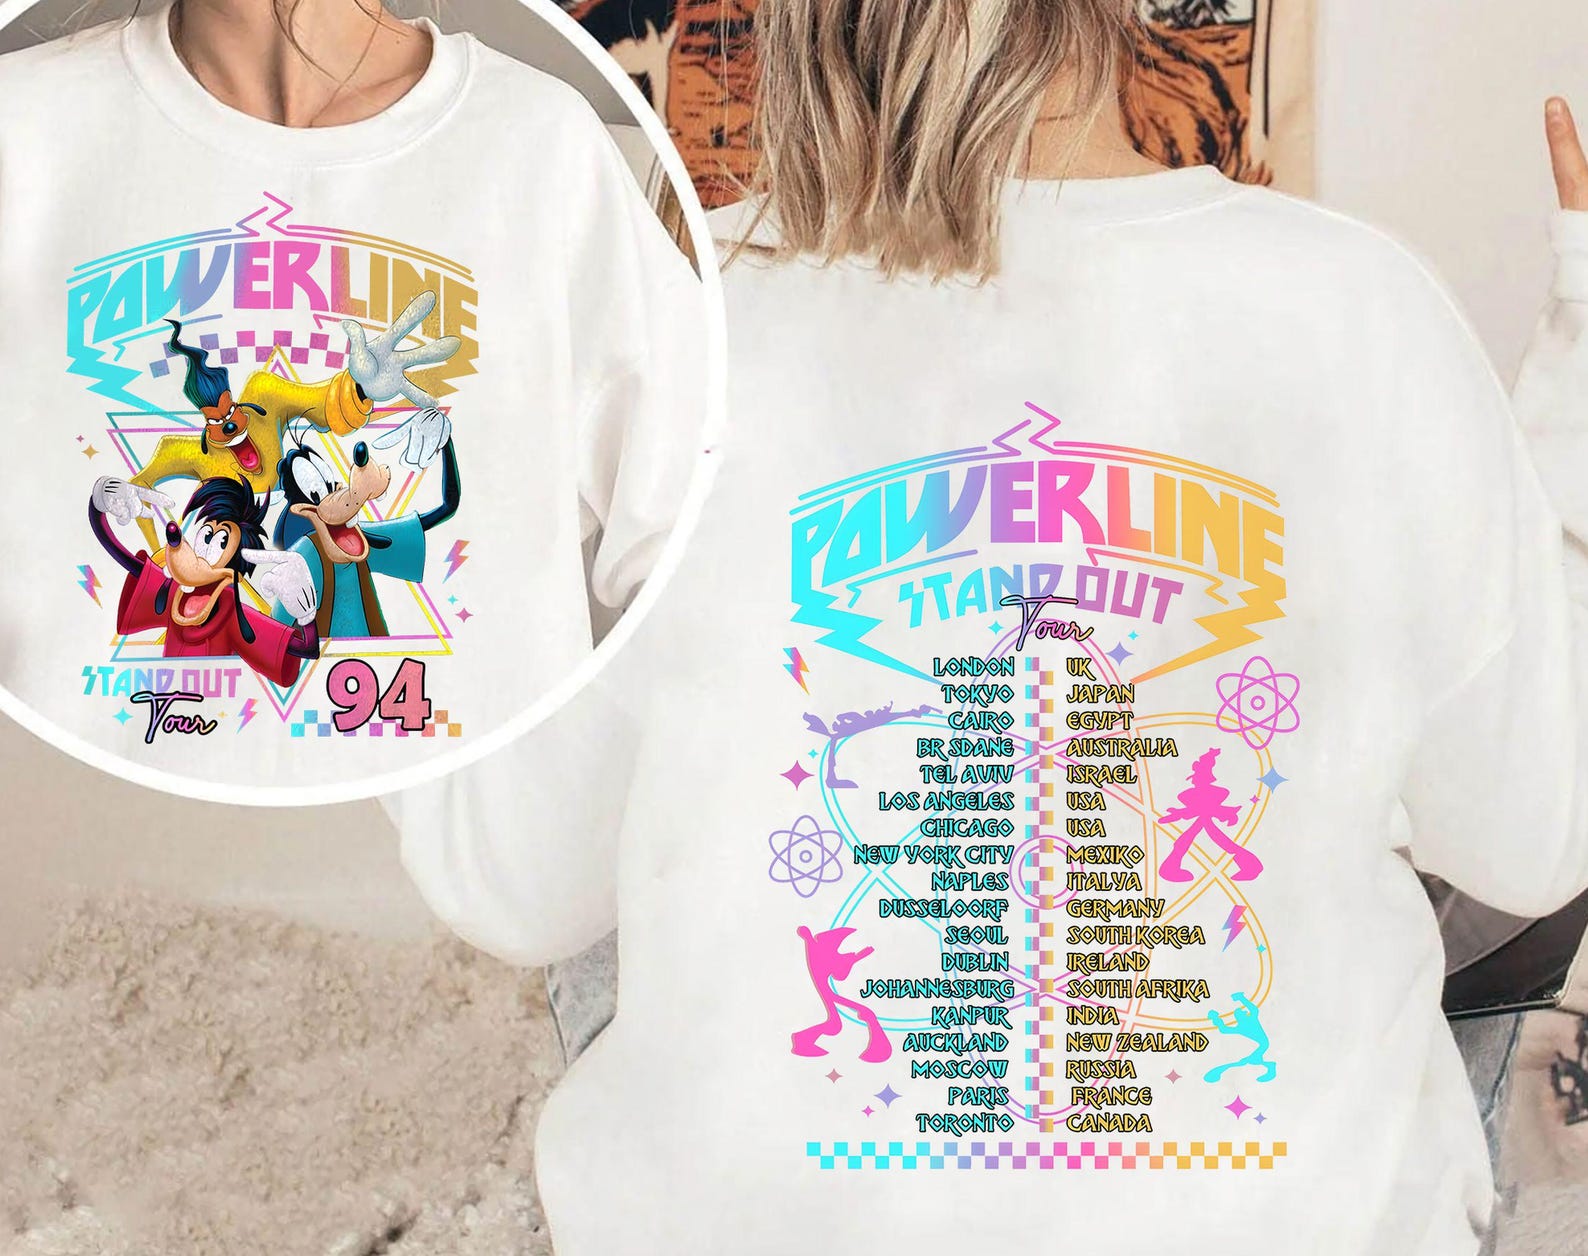 POWERLINE
STAND OUT
Tour
94
POWERLINE
STAND OUT
Tour
LONDON UK
TOKYO JAPAN
CAIRO EGYPT
BR SDANE AUSTRALIA
TEL AVIV ISRAEL
LOS ANGELES USA
CHICAGO USA
NEW YORK CITY MEXIKO
NAPLES ITALYA
DUSSELOORF GERMANY
SEOUL SOUTH KOREA
DUBLIN IRELAND
JOHANNESBURG SOUTH AFRIKA
KANPUR INDIA
AUCKLAND NEW ZEALAND
MOSCOW RUSSIA
PARIS FRANCE
TORONTO CANADA